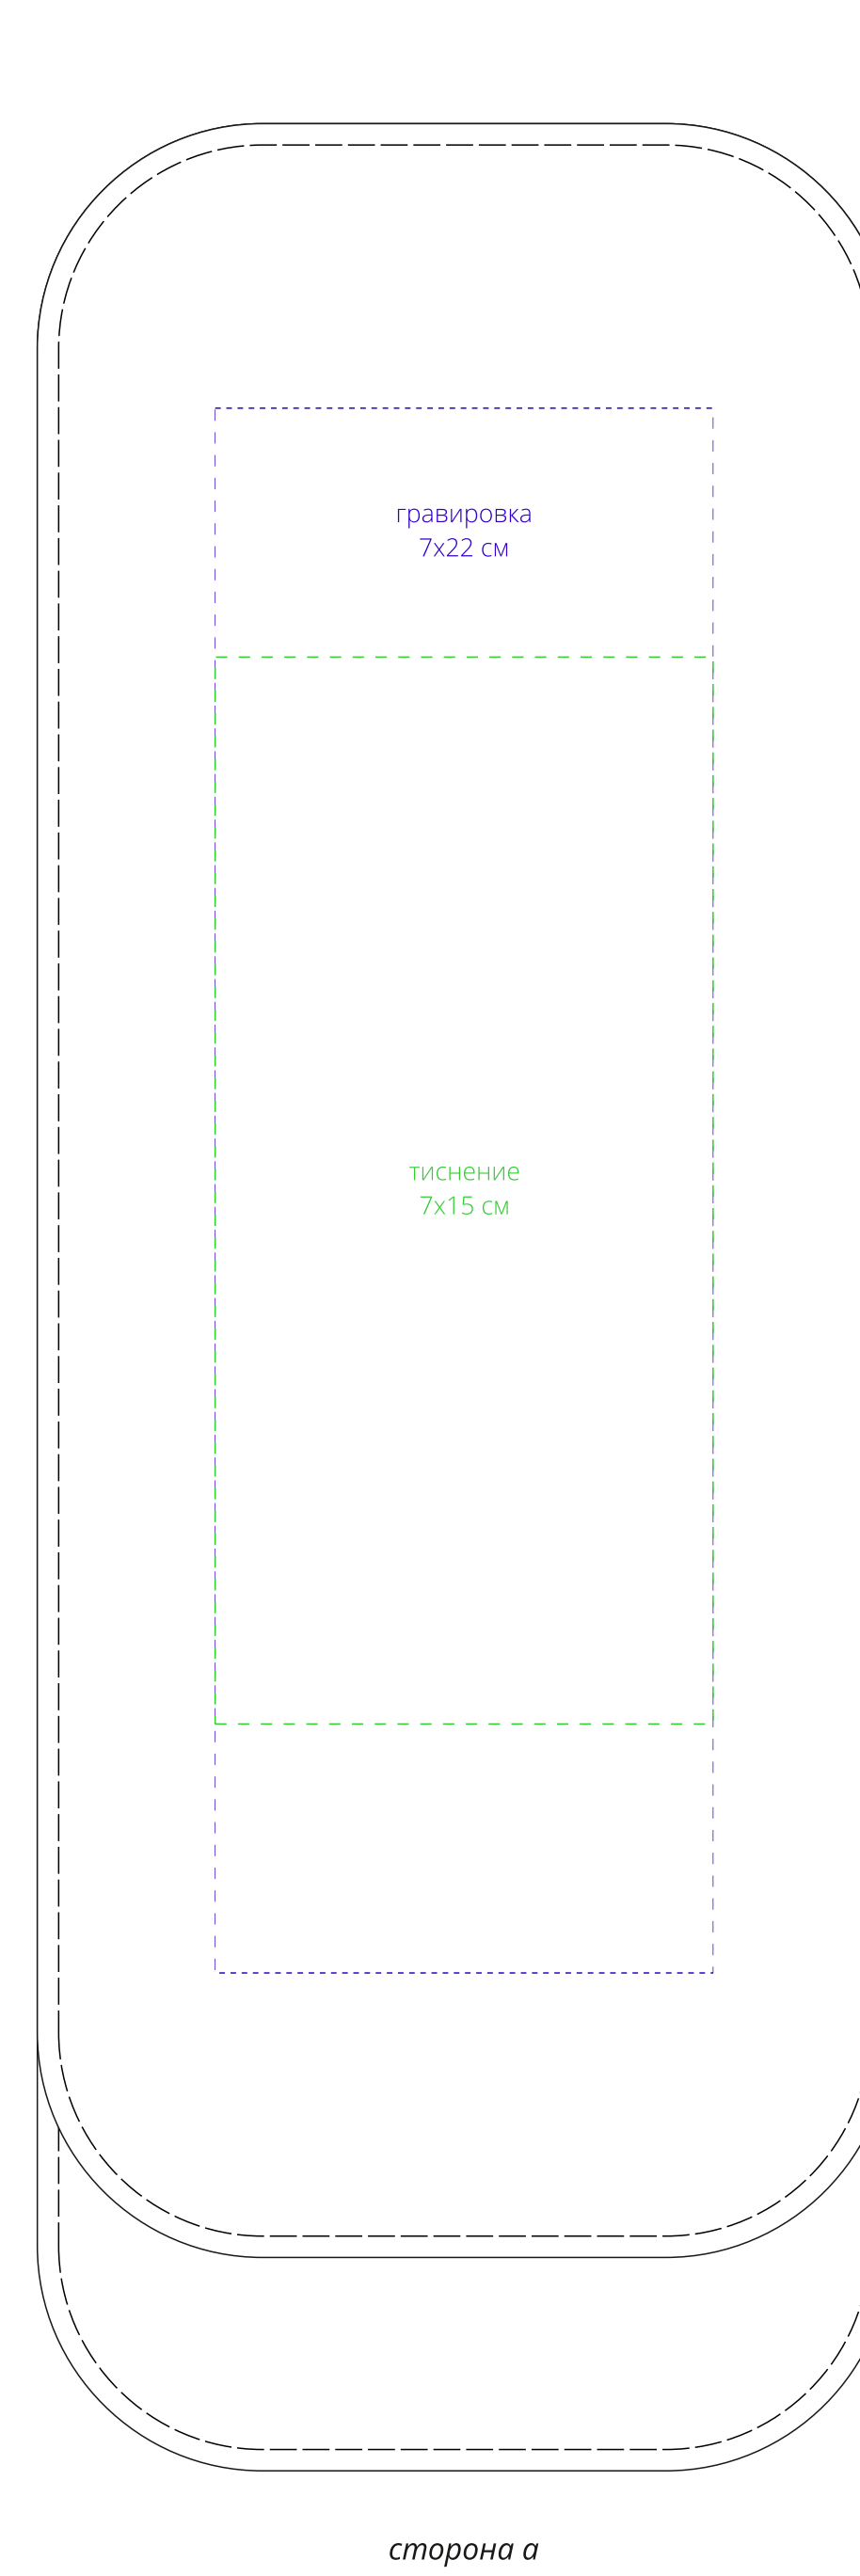 гравировка
7x22 см
тиснение
7x15 см
сторона а